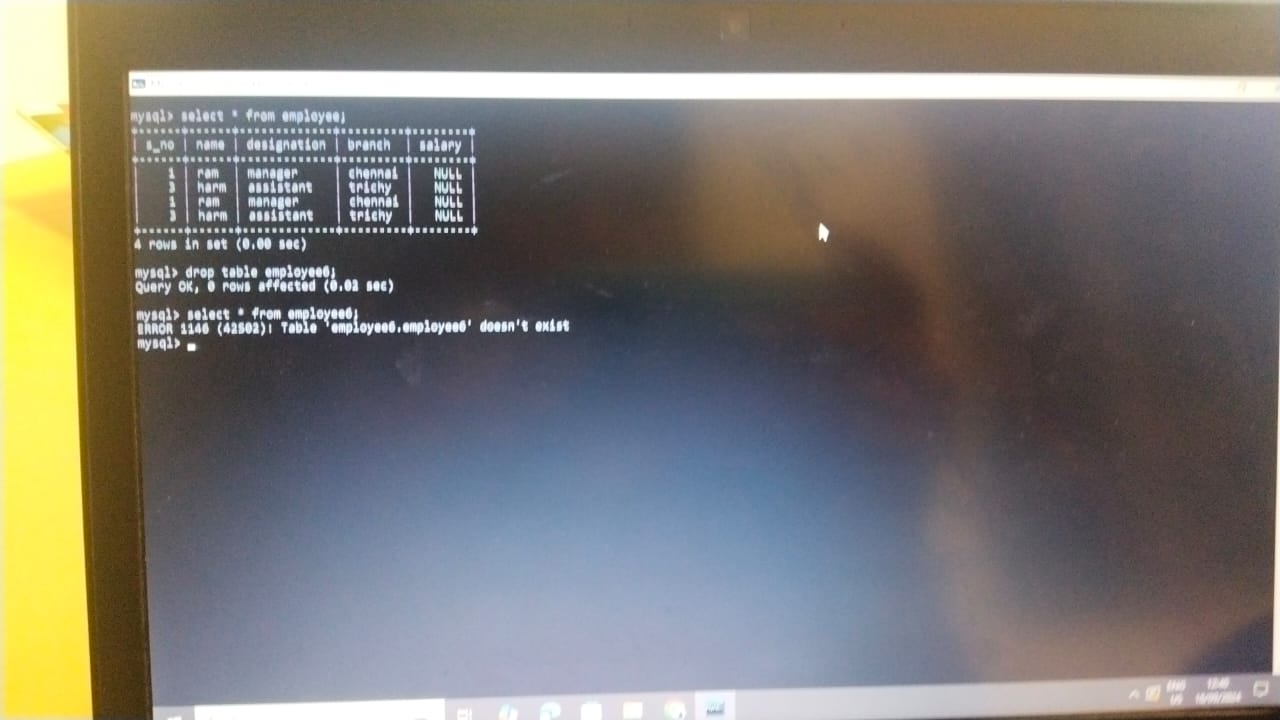 mysql> select * from employee;
| s_no | name | designation | branch | salary |
| 1 | ram | manager | chennai | NULL |
| 3 | harm | assistant | trichy | NULL |
| 1 | ram | manager | chennai | NULL |
| 3 | harm | assistant | trichy | NULL |
4 rows in set (0.00 sec)
mysql> drop table employee6;
Query OK, 0 rows affected (0.02 sec)
mysql> select * from employee6;
ERROR 1146 (42S02): Table 'employee6.employee6' doesn't exist
mysql>